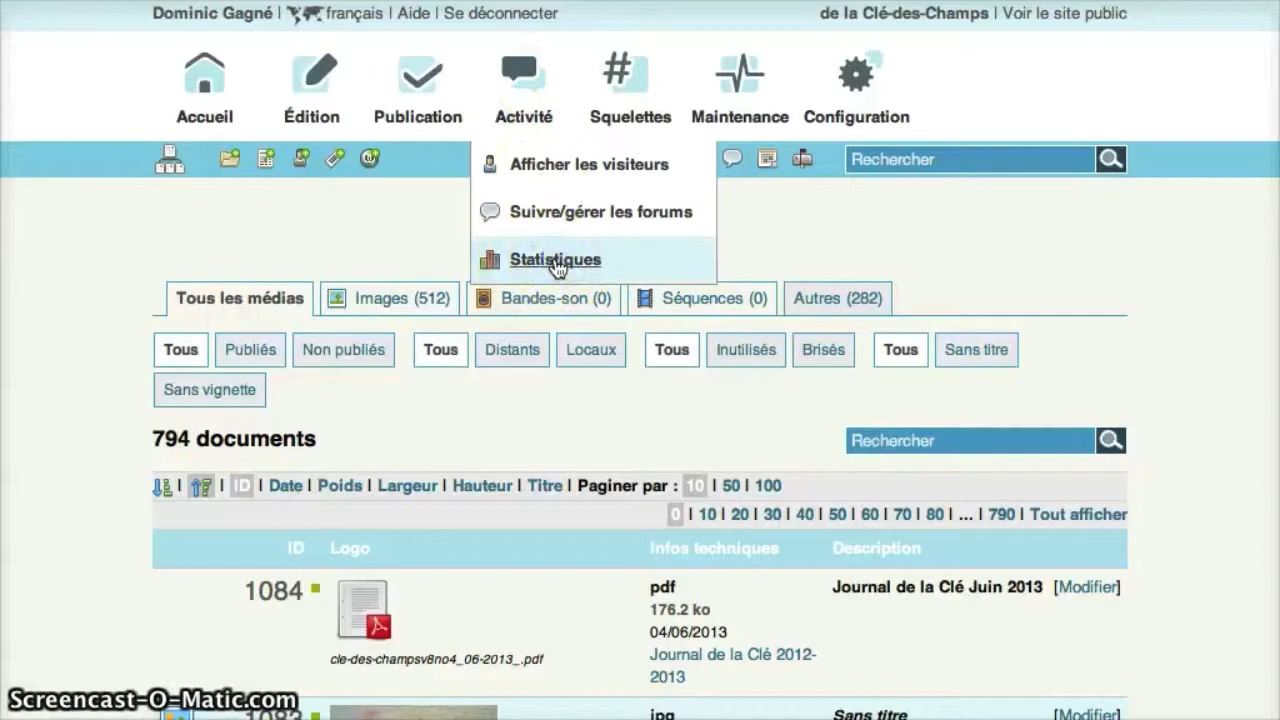 Dominic Gagné | français | Aide | Se déconnecter
de la Clé-des-Champs | Voir le site public
Accueil Édition Publication Activité Squelettes Maintenance Configuration
Rechercher
Afficher les visiteurs
Suivre/gérer les forums
Statistiques
Tous les médias Images (512) Bandes-son (0) Séquences (0) Autres (282)
Tous Publiés Non publiés Tous Distants Locaux Tous Inutilisés Brisés Tous Sans titre
Sans vignette
794 documents
Rechercher
| | ID | Date | Poids | Largeur | Hauteur | Titre | Paginer par : 10 | 50 | 100
0 | 10 | 20 | 30 | 40 | 50 | 60 | 70 | 80 | ... | 790 | Tout afficher
ID Logo Infos techniques Description
1084 pdf Journal de la Clé Juin 2013 [Modifier]
176.2 ko
04/06/2013
Journal de la Clé 2012-
2013
cle-des-champsv8no4_06-2013_.pdf
1083 jpg Sans titre [Modifier]
Screencast-O-Matic.com